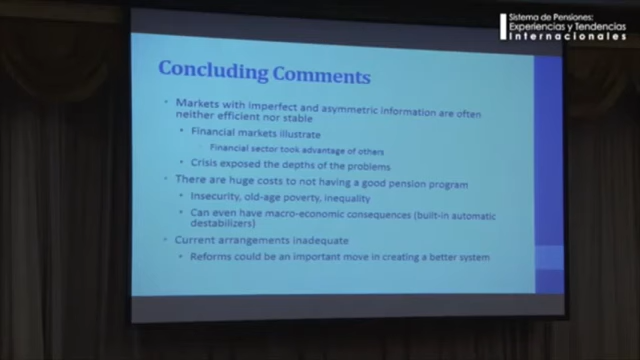 Sistema de Pensiones:
Experiencias y Tendencias
Internacionales
Concluding Comments
Markets with imperfect and asymmetric information are often
neither efficient nor stable
Financial markets illustrate
Financial sector took advantage of others
Crisis exposed the depths of the problems
There are huge costs to not having a good pension program
Insecurity, old-age poverty, inequality
Can even have macro-economic consequences (built-in automatic
destabilizers)
Current arrangements inadequate
Reforms could be an important move in creating a better system